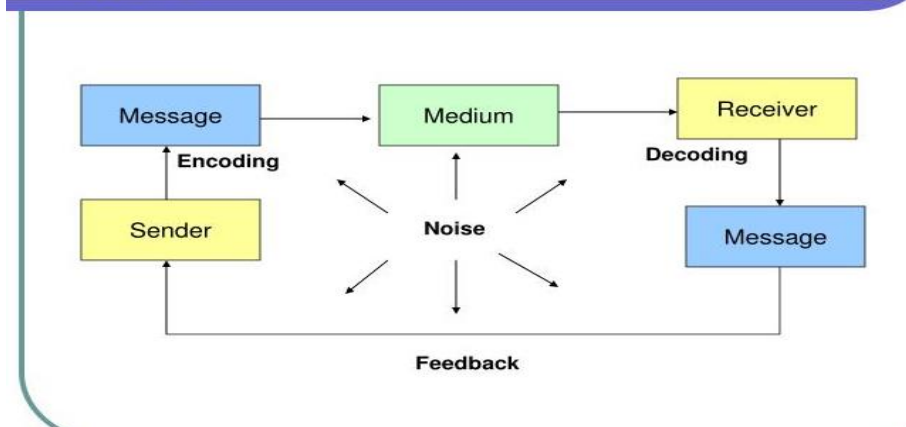 Message
Medium
Receiver
Encoding
Decoding
Sender
Noise
Message
Feedback